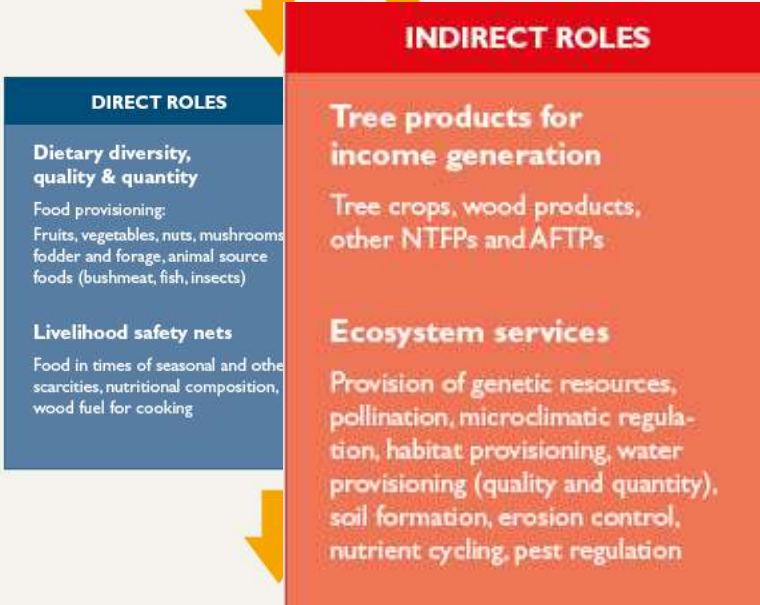 DIRECT ROLES
Dietary diversity,
quality & quantity
Food provisioning:
Fruits, vegetables, nuts, mushrooms
fodder and forage, animal source
foods (bushmeat, fish, insects)
Livelihood safety nets
Food in times of seasonal and othe
scarcities, nutritional composition,
wood fuel for cooking
INDIRECT ROLES
Tree products for
income generation
Tree crops, wood products,
other NTFPs and AFTPs
Ecosystem services
Provision of genetic resources,
pollination, microclimatic regula-
tion, habitat provisioning, water
provisioning (quality and quantity),
soil formation, erosion control,
nutrient cycling, pest regulation